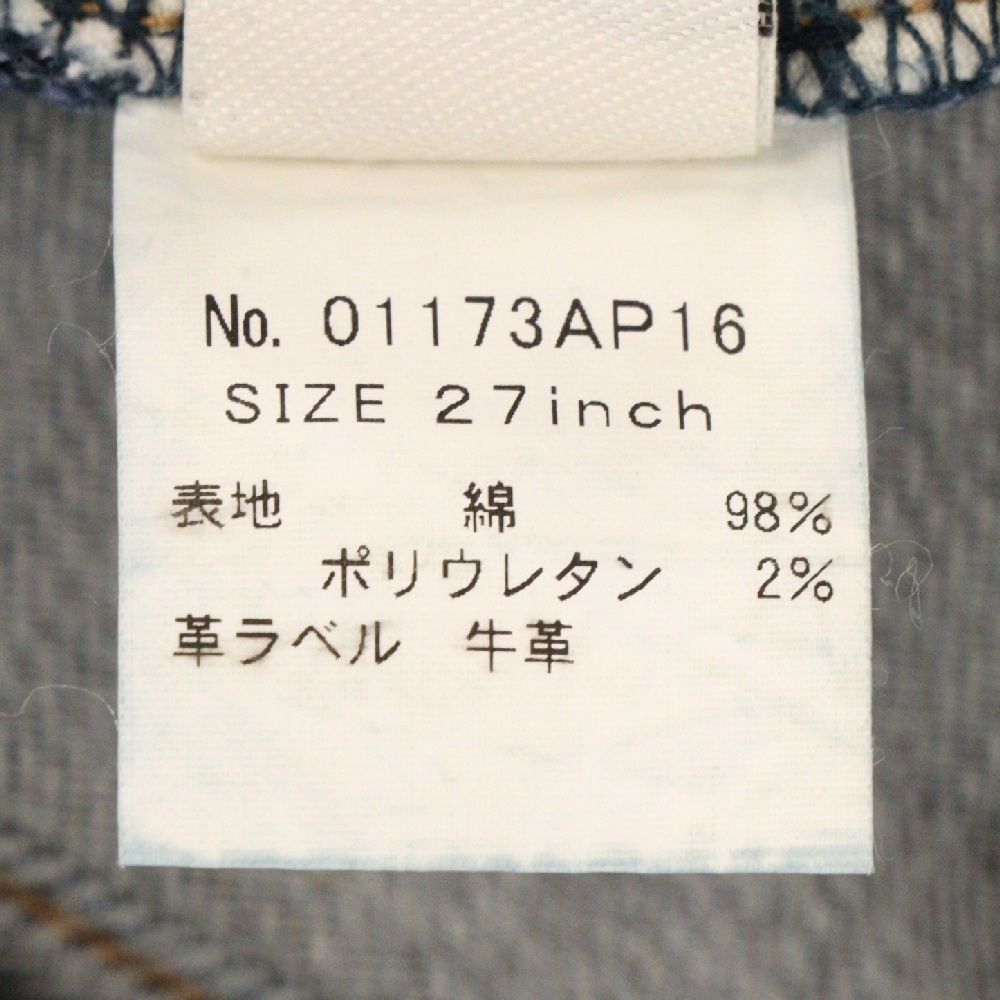 No. 01173AP16
SIZE 27inch
表地 綿 98%
ポリウレタン 2%
革ラベル 牛革